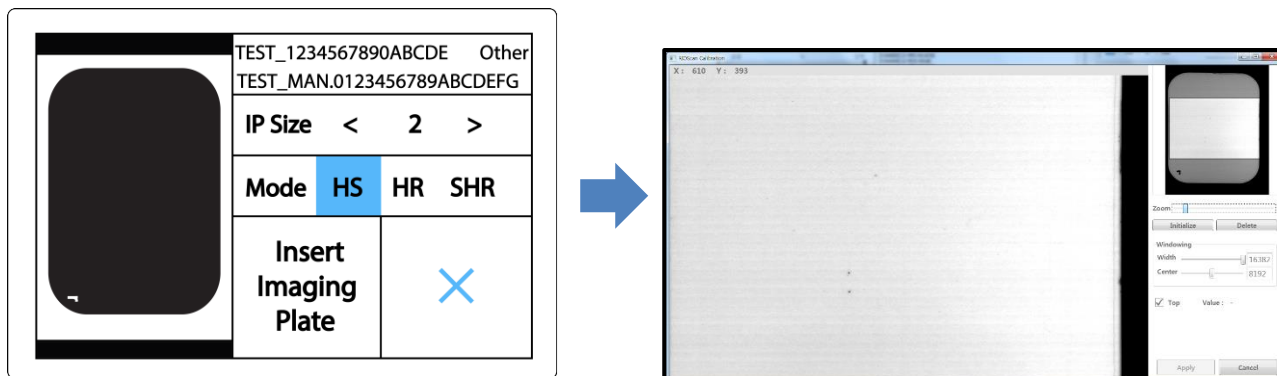 TEST_1234567890ABCDE Other
TEST_MAN.0123456789ABCDEFG
IP Size < 2 >
Mode HS HR SHR
Insert
Imaging
Plate
X : 610 Y : 393
Zoom
Initialize Delete
Windowing
Width 16382
Center 8192
Top Value : -
Apply Cancel